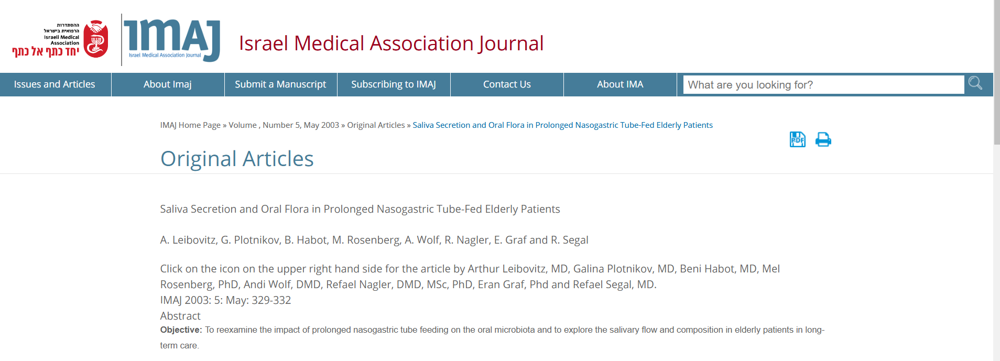 ההסתדרות
הרפואית בישראל
Israeli Medical
Association
יחד כתף אל כתף
IMAJ
Israel Medical Association Journal
Israel Medical Association Journal
Issues and Articles
About Imaj
Submit a Manuscript
Subscribing to IMAJ
Contact Us
About IMA
What are you looking for?
IMAJ Home Page » Volume , Number 5, May 2003 » Original Articles » Saliva Secretion and Oral Flora in Prolonged Nasogastric Tube-Fed Elderly Patients
PDF
Original Articles
Saliva Secretion and Oral Flora in Prolonged Nasogastric Tube-Fed Elderly Patients
A. Leibovitz, G. Plotnikov, B. Habot, M. Rosenberg, A. Wolf, R. Nagler, E. Graf and R. Segal
Click on the icon on the upper right hand side for the article by Arthur Leibovitz, MD, Galina Plotnikov, MD, Beni Habot, MD, Mel
Rosenberg, PhD, Andi Wolf, DMD, Refael Nagler, DMD, MSc, PhD, Eran Graf, Phd and Refael Segal, MD.
IMAJ 2003: 5: May: 329-332
Abstract
Objective: To reexamine the impact of prolonged nasogastric tube feeding on the oral microbiota and to explore the salivary flow and composition in elderly patients in long-
term care.